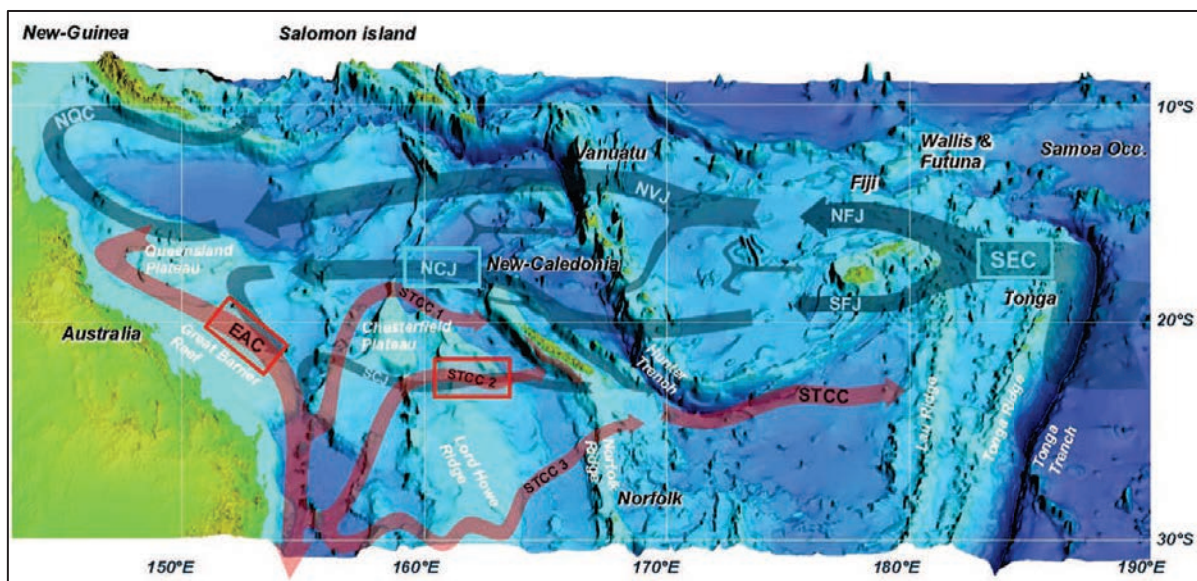 New-Guinea
Salomon island
10°S
NQC
Vanuatu
Wallis &
Futuna
Samoa Occ.
Fiji
NVJ
NFJ
Queensland
Plateau
NCJ
New-Caledonia
SEC
STCC 1
SFJ
Tonga
Australia
EAC
Great Barrier
Reef
Chesterfield
Plateau
20°S
SCJ
STCC 2
Hunter
Trench
STCC
Lau Ridge
Tonga Ridge
Tonga
Trench
Lord Howe
Ridge
STCC 3
Norfolk
Ridge
Norfolk
30°S
150°E
160°E
170°E
180°E
190°E